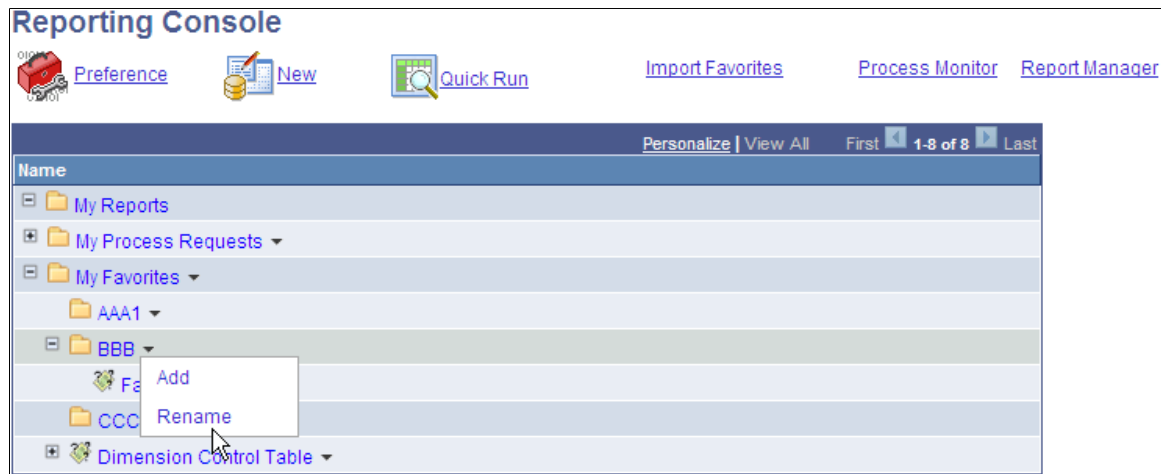 Reporting Console
Preference New Quick Run Import Favorites Process Monitor Report Manager
Personalize | View All First 1-8 of 8 Last
Name
My Reports
My Process Requests
My Favorites
AAA1
BBB
Add
Fa
Rename
CCC
Dimension Control Table